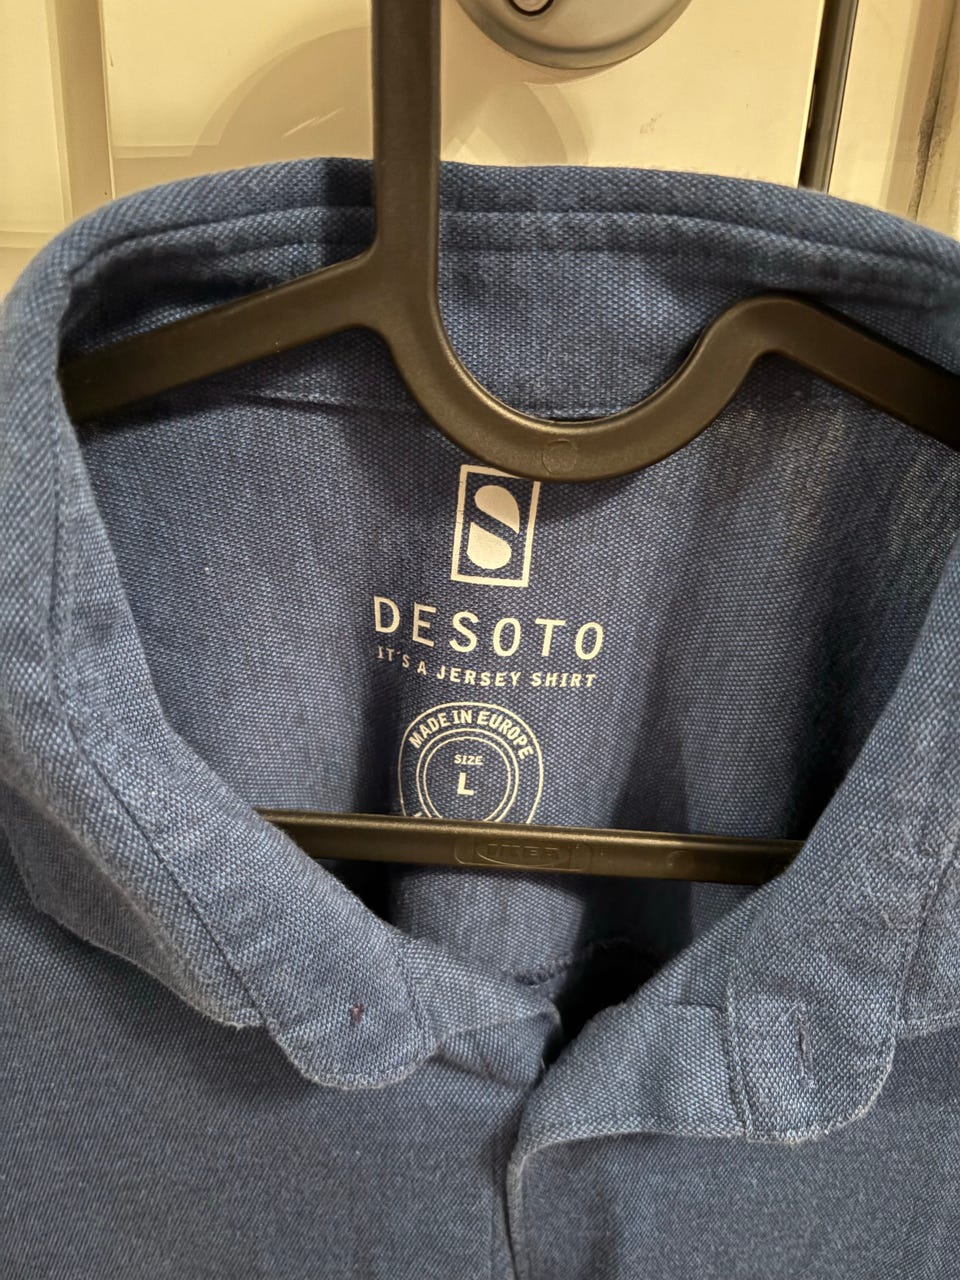 S
DESOTO
IT'S A JERSEY SHIRT
MADE IN EUROPE
SIZE
L